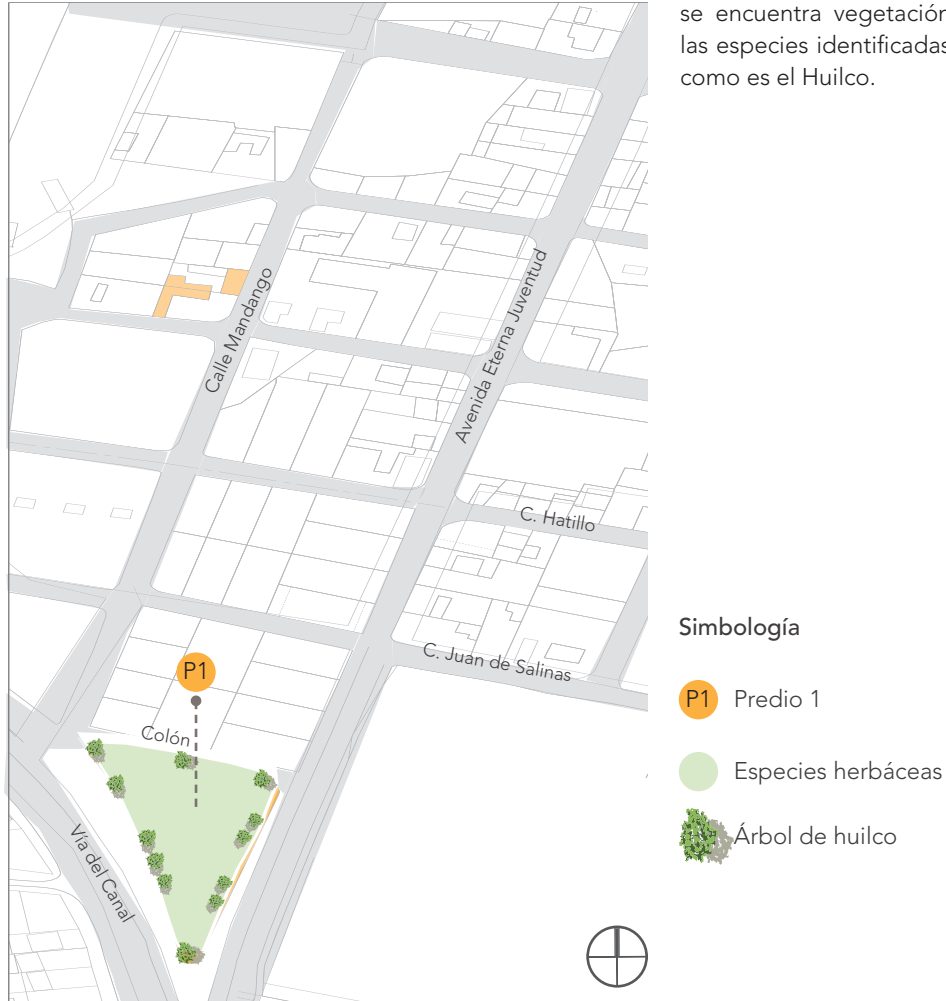 se encuentra vegetación
las especies identificadas
como es el Huilco.
Calle Mandango
Avenida Eterna Juventud
C. Hatillo
C. Juan de Salinas
P1
Colón
Vía del Canal
Simbología
P1 Predio 1
Especies herbáceas
Árbol de huilco